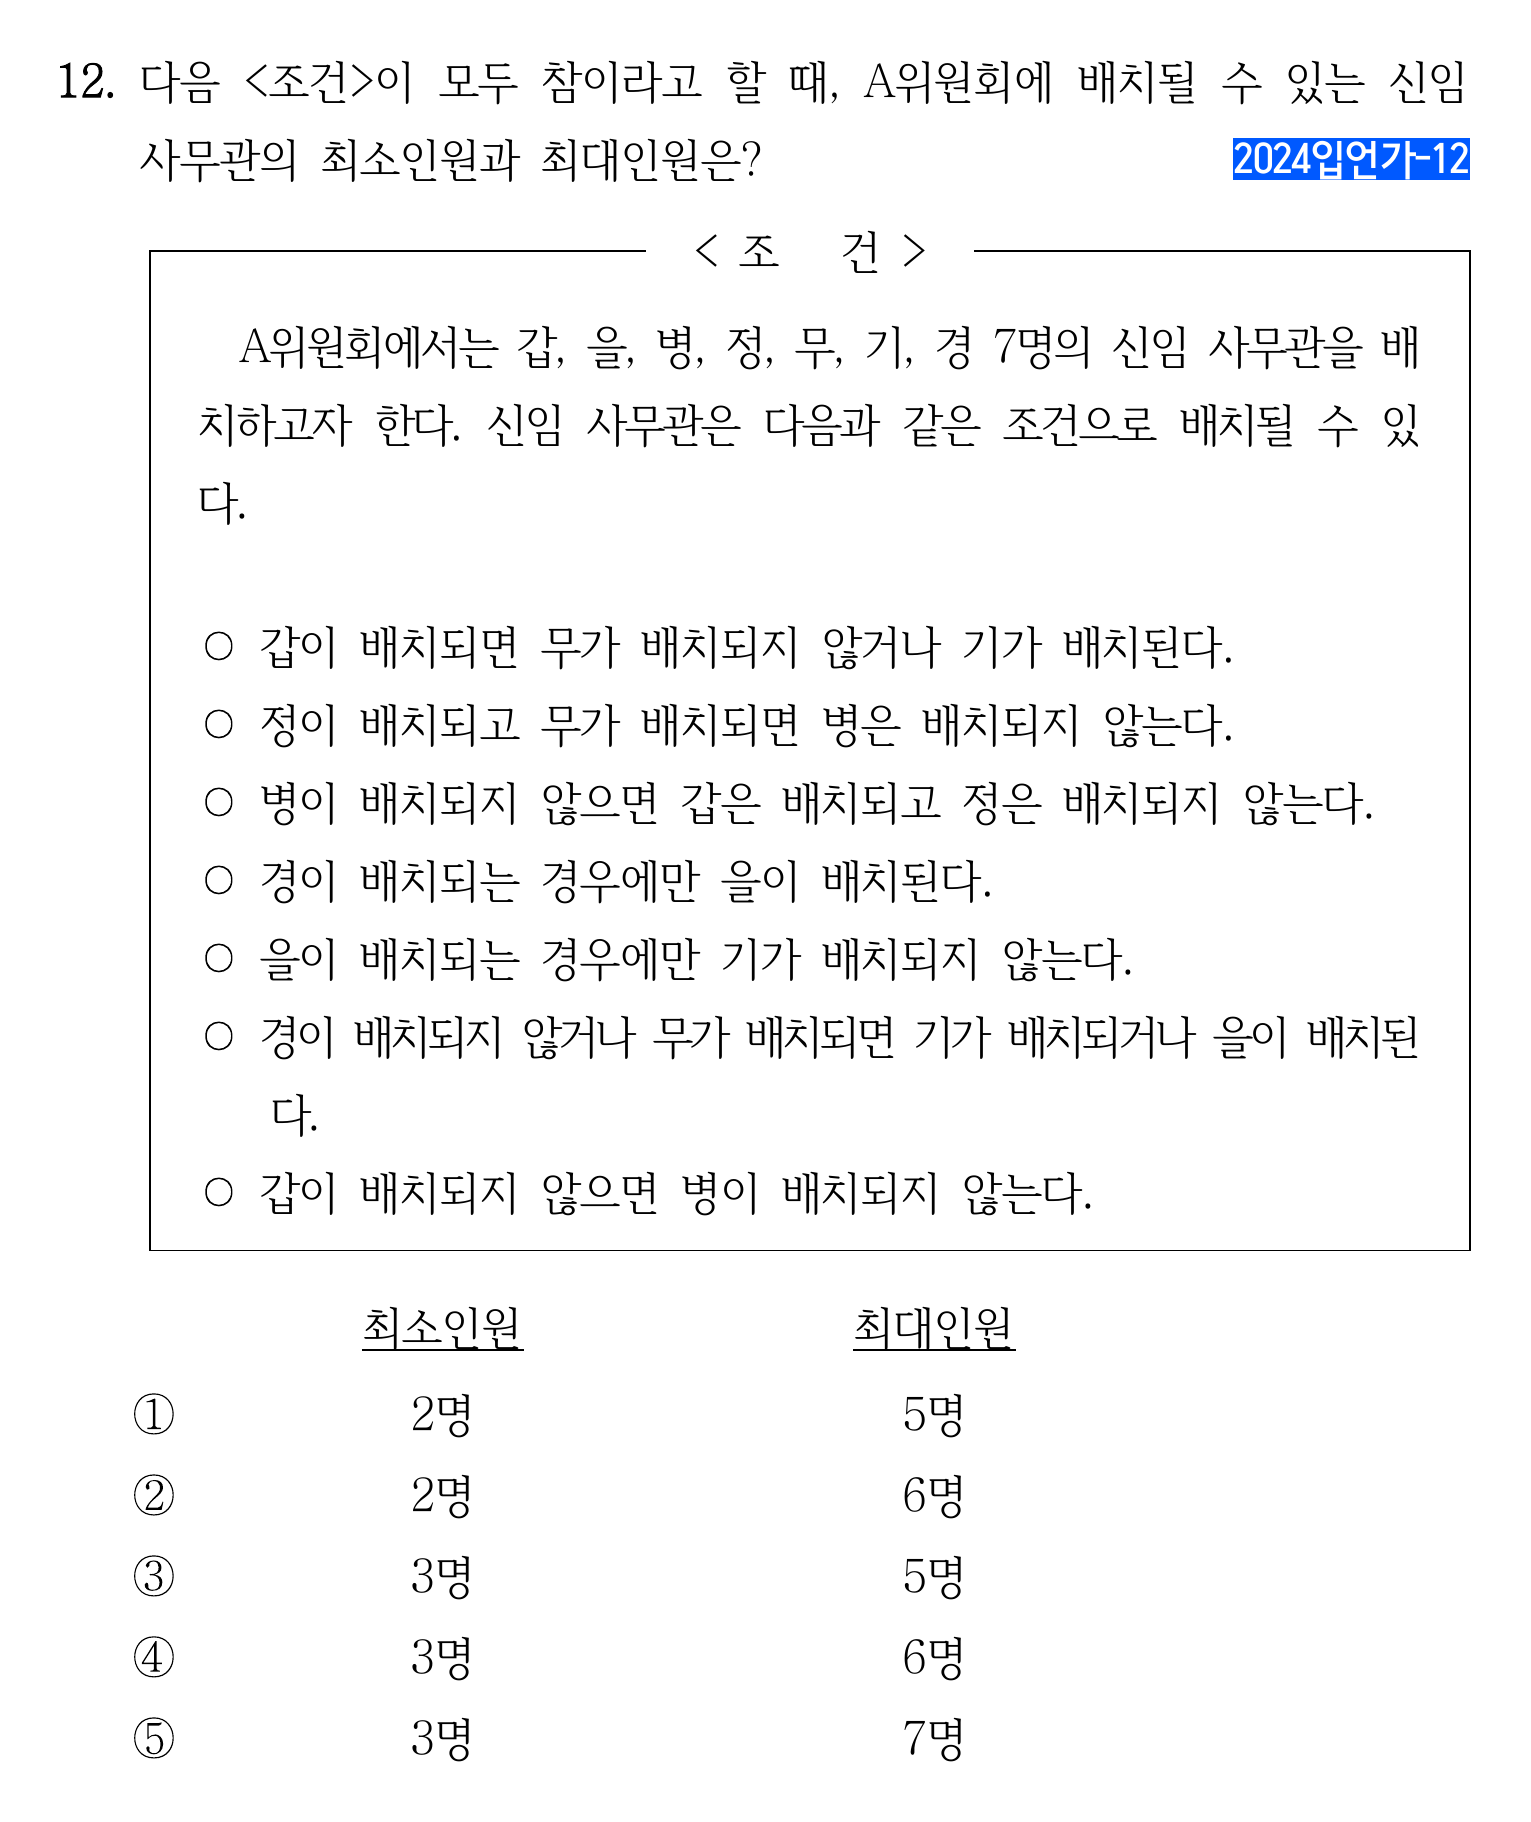 12. 다음 <조건>이 모두 참이라고 할 때, A위원회에 배치될 수 있는 신임
사무관의 최소인원과 최대인원은? 2024입언가-12
< 조 건 >
A위원회에서는 갑, 을, 병, 정, 무, 기, 경 7명의 신임 사무관을 배
치하고자 한다. 신임 사무관은 다음과 같은 조건으로 배치될 수 있
다.
○ 갑이 배치되면 무가 배치되지 않거나 기가 배치된다.
○ 정이 배치되고 무가 배치되면 병은 배치되지 않는다.
○ 병이 배치되지 않으면 갑은 배치되고 정은 배치되지 않는다.
○ 경이 배치되는 경우에만 을이 배치된다.
○ 을이 배치되는 경우에만 기가 배치되지 않는다.
○ 경이 배치되지 않거나 무가 배치되면 기가 배치되거나 을이 배치된
다.
○ 갑이 배치되지 않으면 병이 배치되지 않는다.
최소인원 최대인원
① 2명 5명
② 2명 6명
③ 3명 5명
④ 3명 6명
⑤ 3명 7명